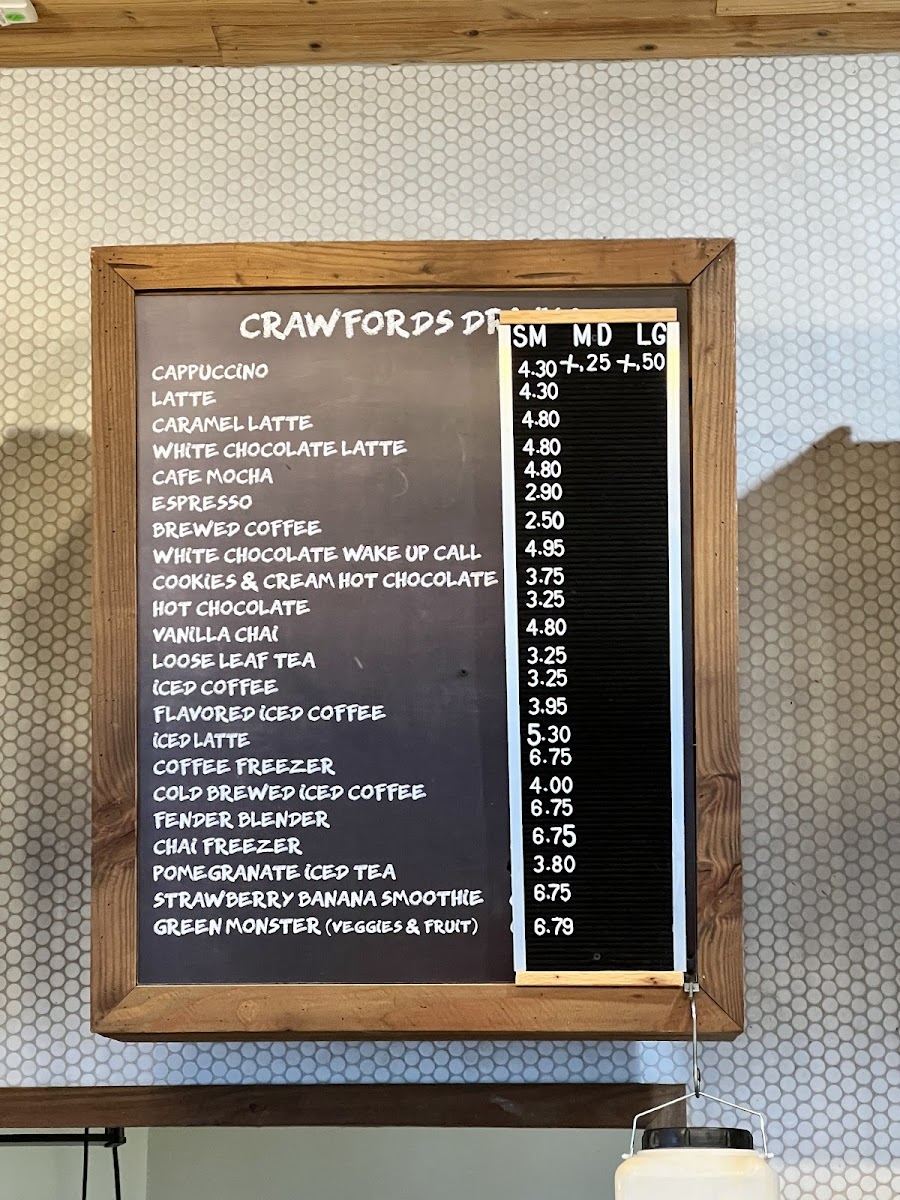 CRAWFORDS
SM MD LG
CAPPUCCINO 4.30 +.25 +.50
LATTE 4.30
CARAMEL LATTE 4.80
WHITE CHOCOLATE LATTE 4.80
CAFE MOCHA 4.80
ESPRESSO 2.90
BREWED COFFEE 2.50
WHITE CHOCOLATE WAKE UP CALL 4.95
COOKIES & CREAM HOT CHOCOLATE 3.75
HOT CHOCOLATE 3.25
VANILLA CHAI 4.80
LOOSE LEAF TEA 3.25
ICED COFFEE 3.25
FLAVORED ICED COFFEE 3.95
ICED LATTE 5.30
COFFEE FREEZER 6.75
COLD BREWED ICED COFFEE 4.00
FENDER BLENDER 6.75
CHAI FREEZER 6.75
POMEGRANATE ICED TEA 3.80
STRAWBERRY BANANA SMOOTHIE 6.75
GREEN MONSTER (VEGGIES & FRUIT) 6.79